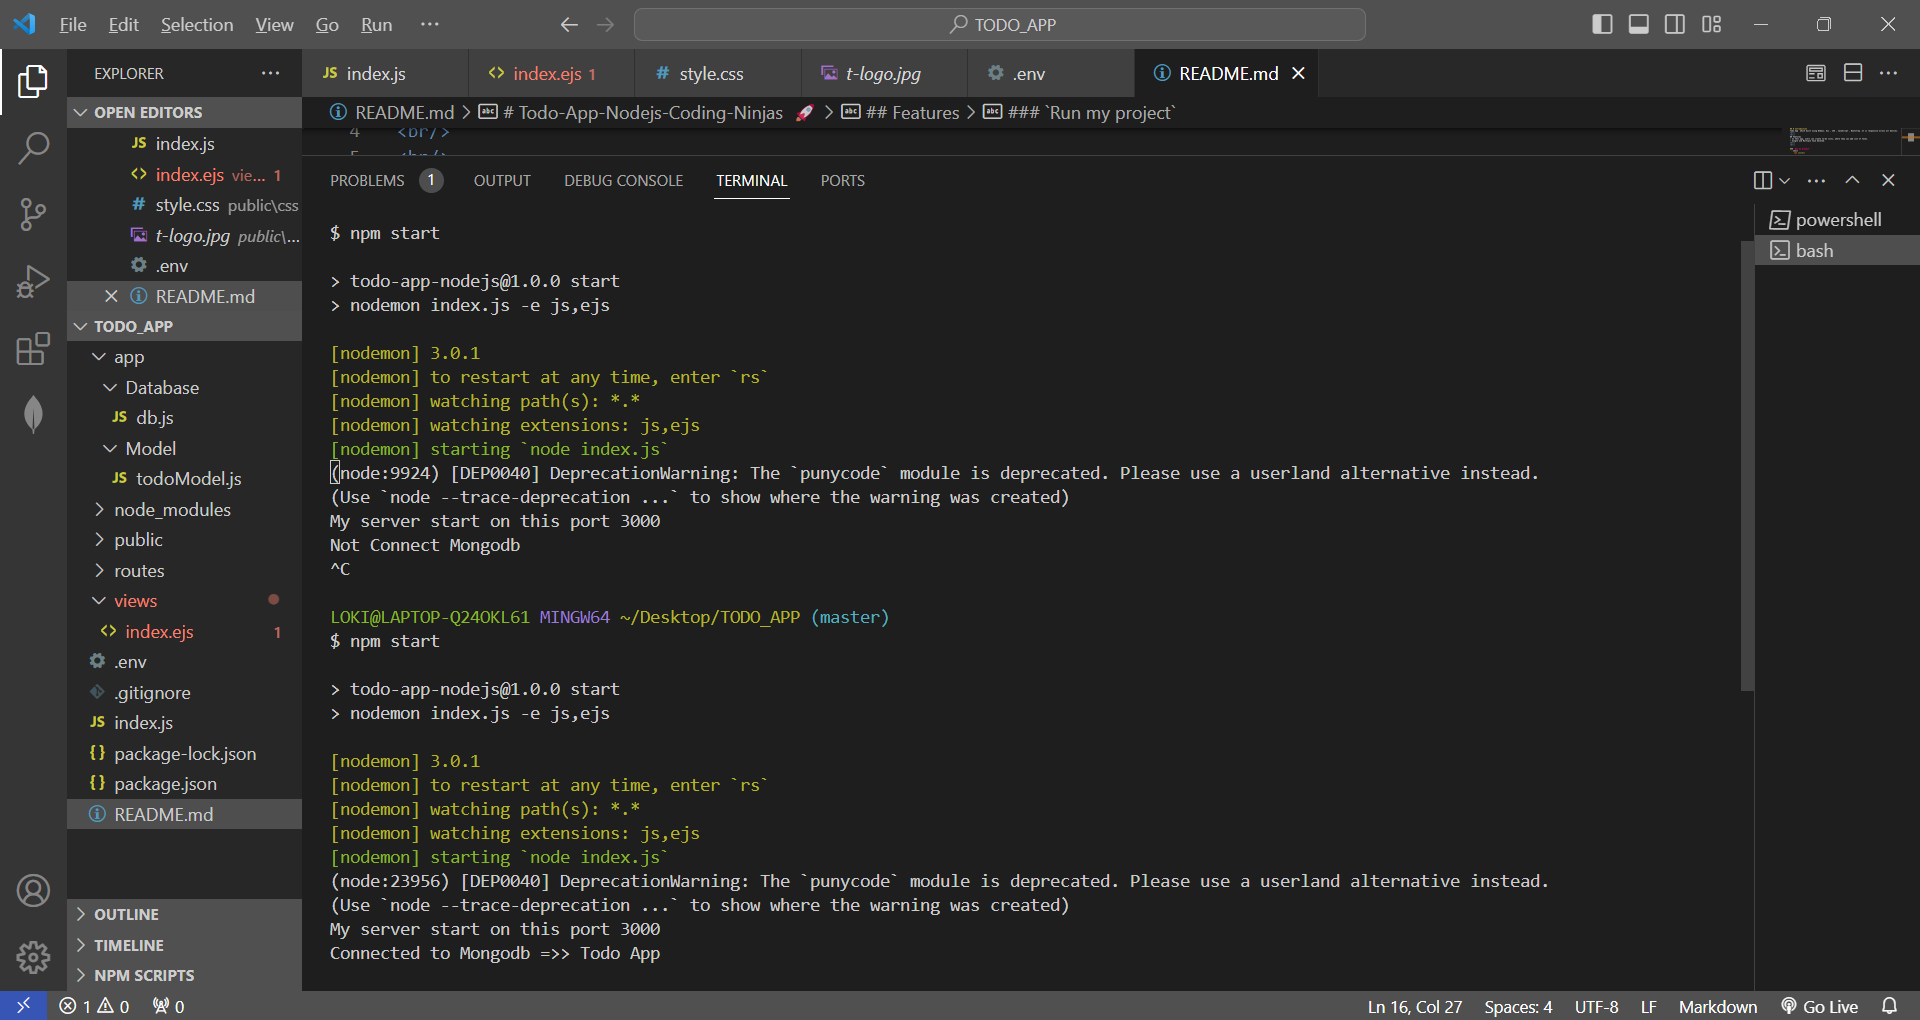 File Edit Selection View Go Run ··· TODO_APP
EXPLORER ···
OPEN EDITORS
JS index.js
<> index.ejs vie... 1
# style.css public\css
t-logo.jpg public\...
.env
README.md
TODO_APP
app
Database
JS db.js
Model
JS todoModel.js
node_modules
public
routes
views
<> index.ejs 1
.env
.gitignore
JS index.js
{} package-lock.json
{} package.json
README.md
OUTLINE
TIMELINE
NPM SCRIPTS
JS index.js <> index.ejs 1 # style.css t-logo.jpg .env README.md
README.md > # Todo-App-Nodejs-Coding-Ninjas 🚀 > ## Features > ### `Run my project`
4 <br/>
5 <br/>
PROBLEMS 1 OUTPUT DEBUG CONSOLE TERMINAL PORTS
$ npm start
> todo-app-nodejs@1.0.0 start
> nodemon index.js -e js,ejs
[nodemon] 3.0.1
[nodemon] to restart at any time, enter `rs`
[nodemon] watching path(s): *.*
[nodemon] watching extensions: js,ejs
[nodemon] starting `node index.js`
(node:9924) [DEP0040] DeprecationWarning: The `punycode` module is deprecated. Please use a userland alternative instead.
(Use `node --trace-deprecation ...` to show where the warning was created)
My server start on this port 3000
Not Connect Mongodb
^C
LOKI@LAPTOP-Q24OKL61 MINGW64 ~/Desktop/TODO_APP (master)
$ npm start
> todo-app-nodejs@1.0.0 start
> nodemon index.js -e js,ejs
[nodemon] 3.0.1
[nodemon] to restart at any time, enter `rs`
[nodemon] watching path(s): *.*
[nodemon] watching extensions: js,ejs
[nodemon] starting `node index.js`
(node:23956) [DEP0040] DeprecationWarning: The `punycode` module is deprecated. Please use a userland alternative instead.
(Use `node --trace-deprecation ...` to show where the warning was created)
My server start on this port 3000
Connected to Mongodb =>> Todo App
powershell
bash
1 0 0 Ln 16, Col 27 Spaces: 4 UTF-8 LF Markdown Go Live